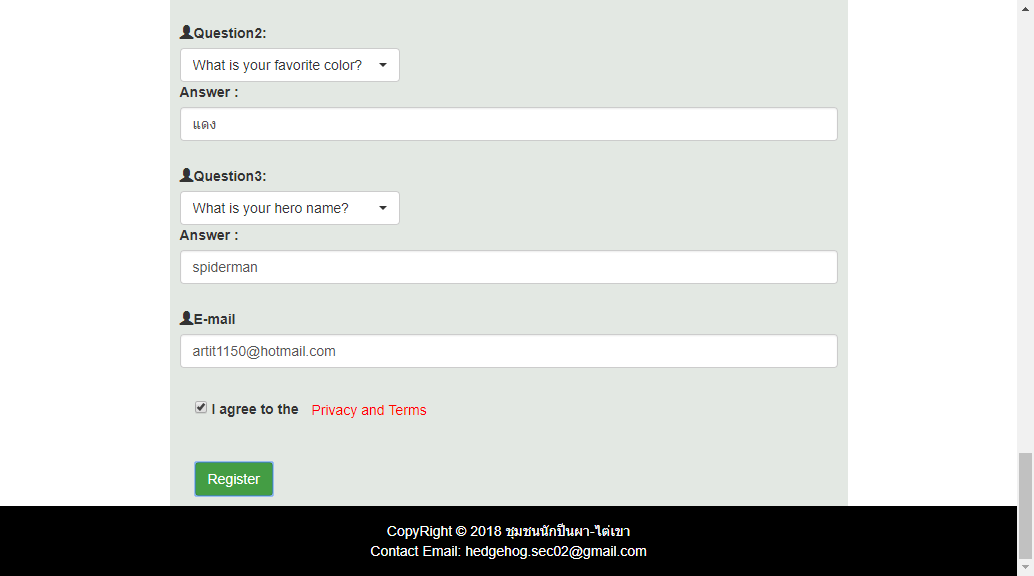 Question2:
What is your favorite color?
Answer :
แดง
Question3:
What is your hero name?
Answer :
spiderman
E-mail
artit1150@hotmail.com
I agree to the Privacy and Terms
Register
CopyRight © 2018 ชุมชนนักปีนผา-ไต่เขา
Contact Email: hedgehog.sec02@gmail.com